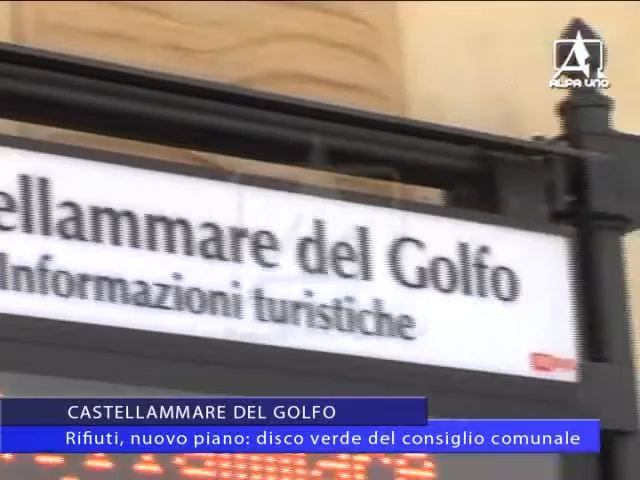 ALPA UNO
ellammare del Golfo
Informazioni turistiche
CASTELLAMMARE DEL GOLFO
Rifiuti, nuovo piano: disco verde del consiglio comunale